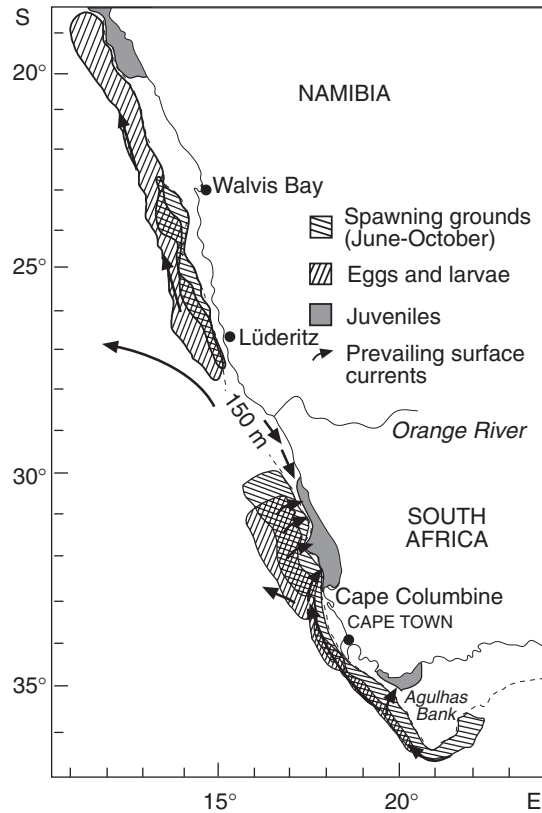 S
20°
NAMIBIA
Walvis Bay
Spawning grounds
(June-October)
25°
Eggs and larvae
Juveniles
Lüderitz
Prevailing surface
currents
150 m
Orange River
30°
SOUTH
AFRICA
Cape Columbine
CAPE TOWN
35°
Agulhas
Bank
15°
20°
E